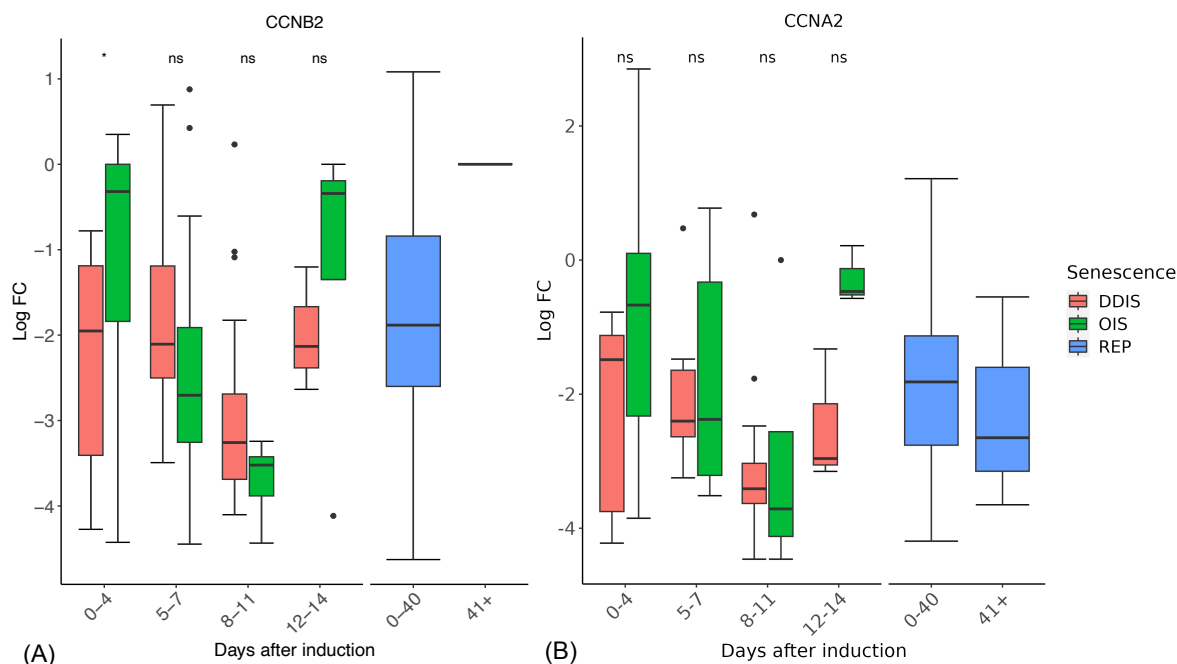 CCNB2
* ns ns ns
Log FC
1
0
−1
−2
−3
−4
0−4 5−7 8−11 12−14 0−40 41+
Days after induction
(A)
CCNA2
ns ns ns ns
Log FC
2
0
-2
-4
0-4 5-7 8-11 12-14 0-40 41+
Days after induction
(B)
Senescence
DDIS
OIS
REP